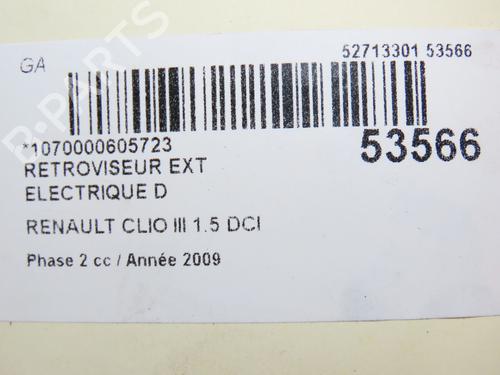 GA
52713301 53566
*1070000605723
53566
RETROVISEUR EXT
ELECTRIQUE D
RENAULT CLIO III 1.5 DCI
Phase 2 cc / Année 2009
B-PARTS